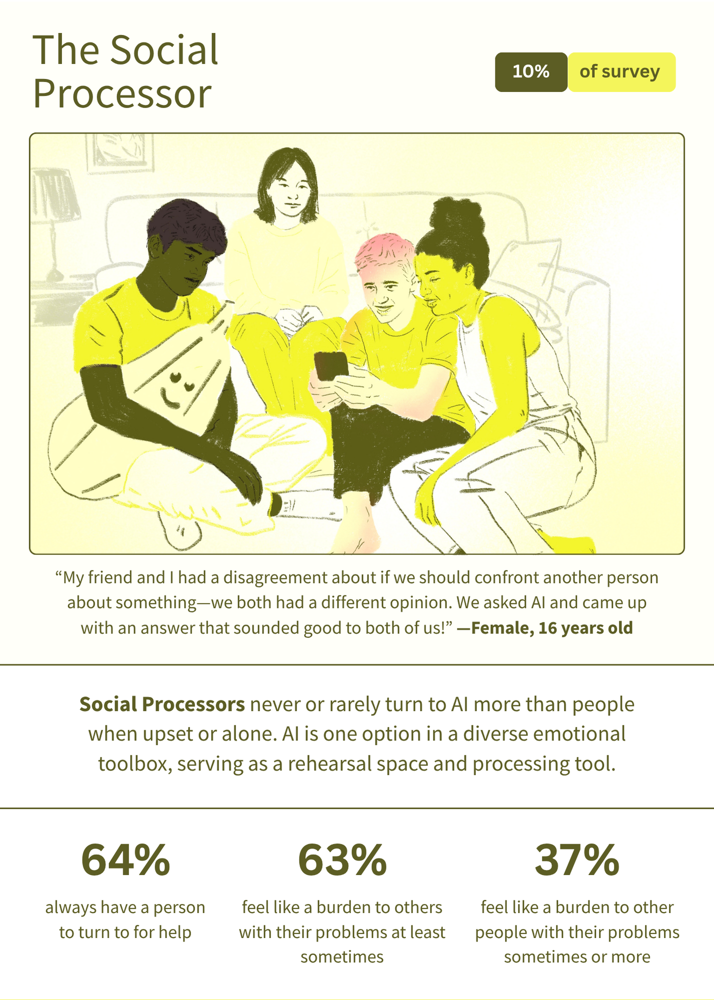 The Social
Processor
10% of survey
“My friend and I had a disagreement about if we should confront another person
about something—we both had a different opinion. We asked AI and came up
with an answer that sounded good to both of us!” —Female, 16 years old
Social Processors never or rarely turn to AI more than people
when upset or alone. AI is one option in a diverse emotional
toolbox, serving as a rehearsal space and processing tool.
64%
always have a person
to turn to for help
63%
feel like a burden to others
with their problems at least
sometimes
37%
feel like a burden to other
people with their problems
sometimes or more